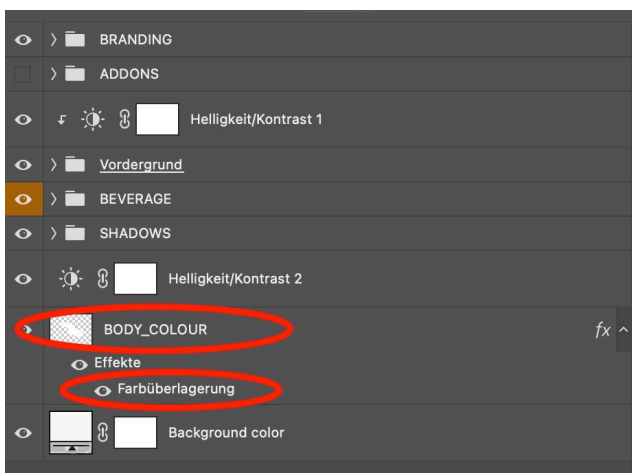 BRANDING
ADDONS
Helligkeit/Kontrast 1
Vordergrund
BEVERAGE
SHADOWS
Helligkeit/Kontrast 2
BODY_COLOUR fx
Effekte
Farbüberlagerung
Background color